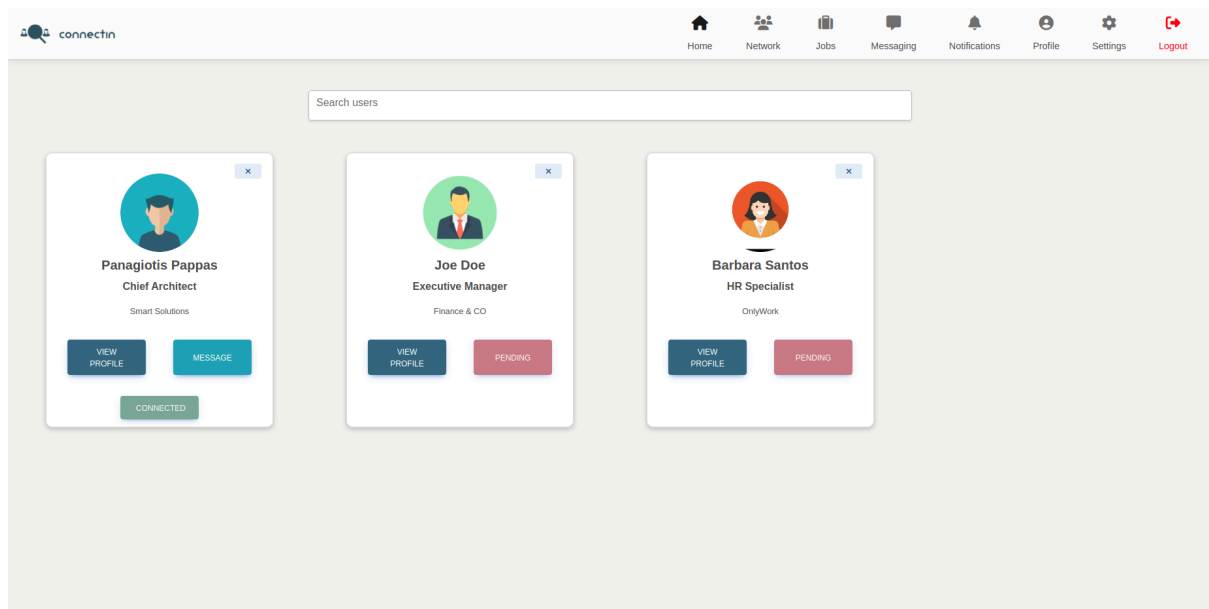 connectin
Home Network Jobs Messaging Notifications Profile Settings Logout
Search users
×
×
×
Panagiotis Pappas
Chief Architect
Smart Solutions
VIEW
PROFILE
MESSAGE
CONNECTED
Joe Doe
Executive Manager
Finance & CO
VIEW
PROFILE
PENDING
Barbara Santos
HR Specialist
OnlyWork
VIEW
PROFILE
PENDING